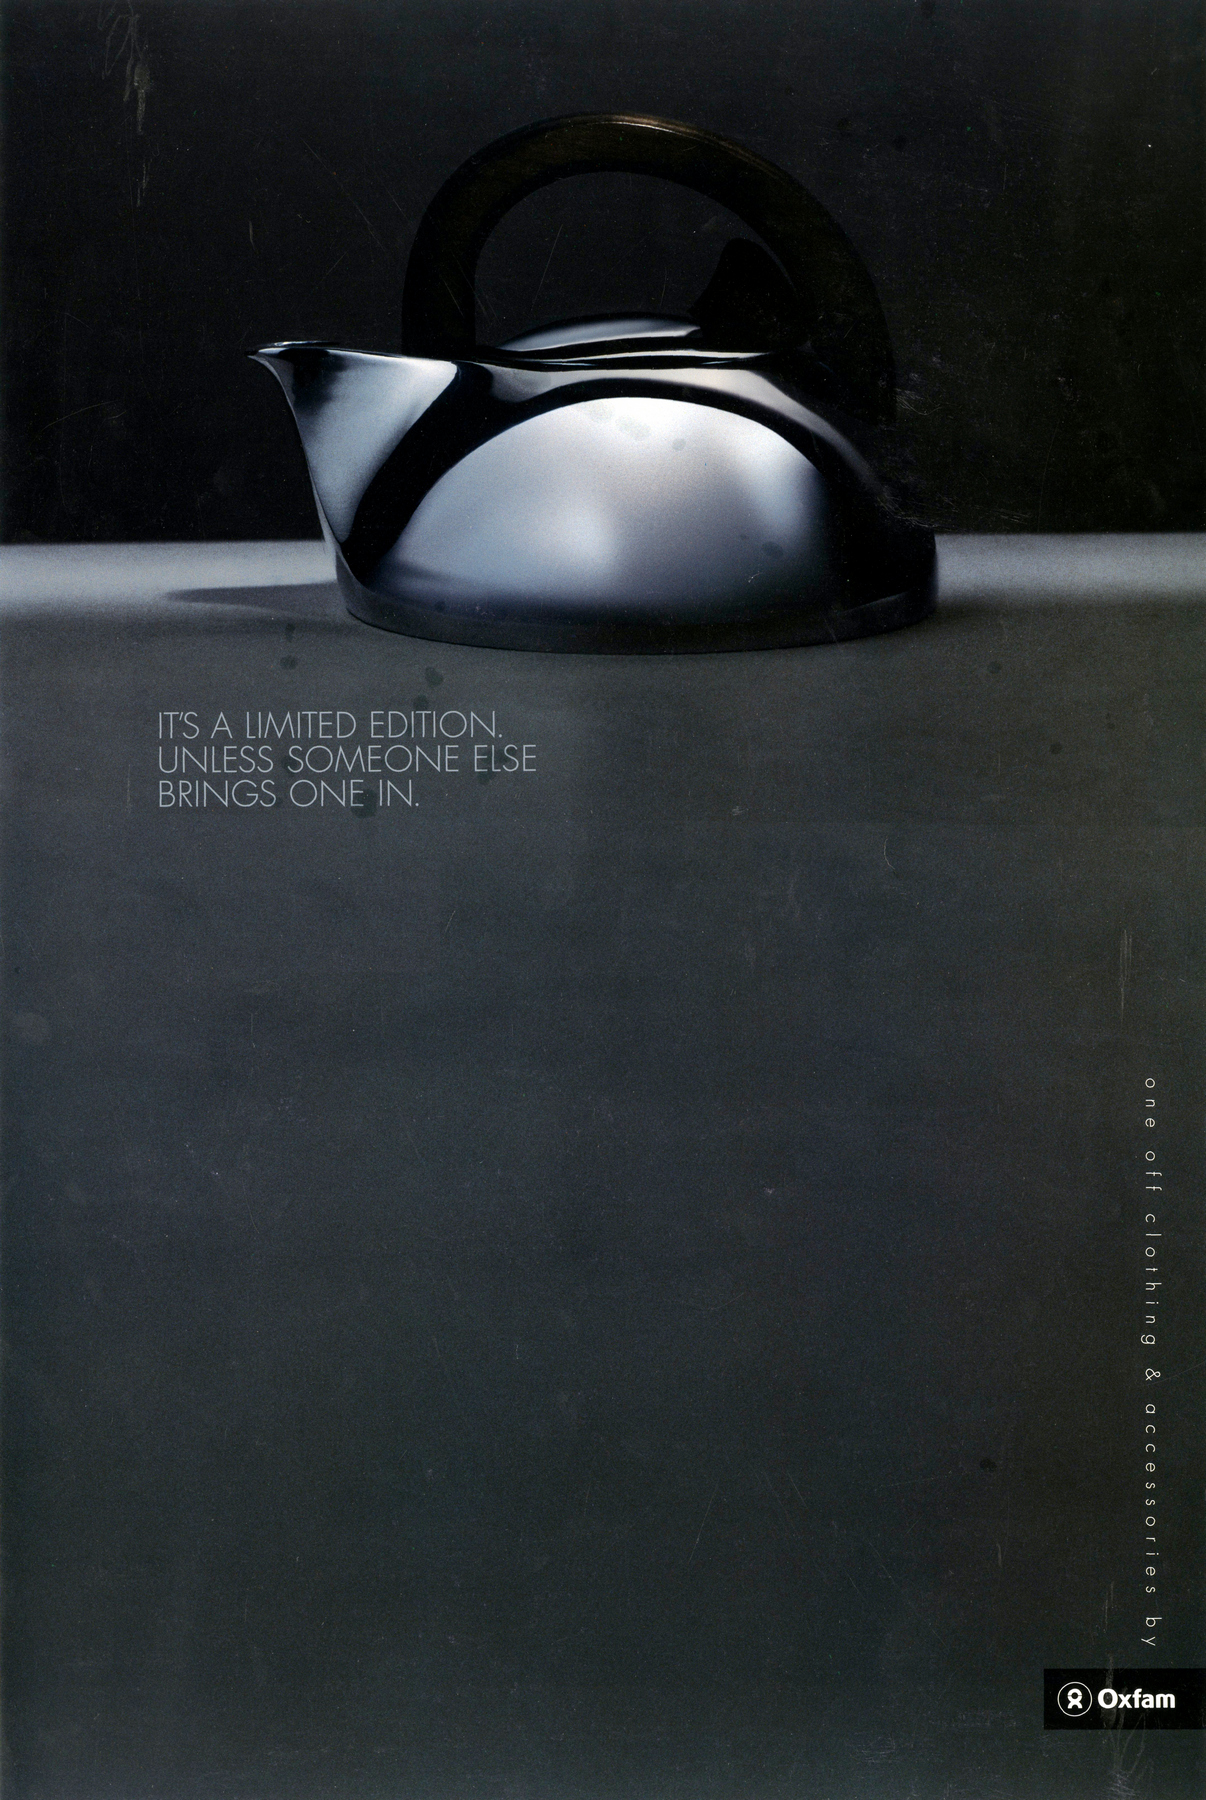 IT'S A LIMITED EDITION.
UNLESS SOMEONE ELSE
BRINGS ONE IN.
one off clothing & accessories by
Oxfam